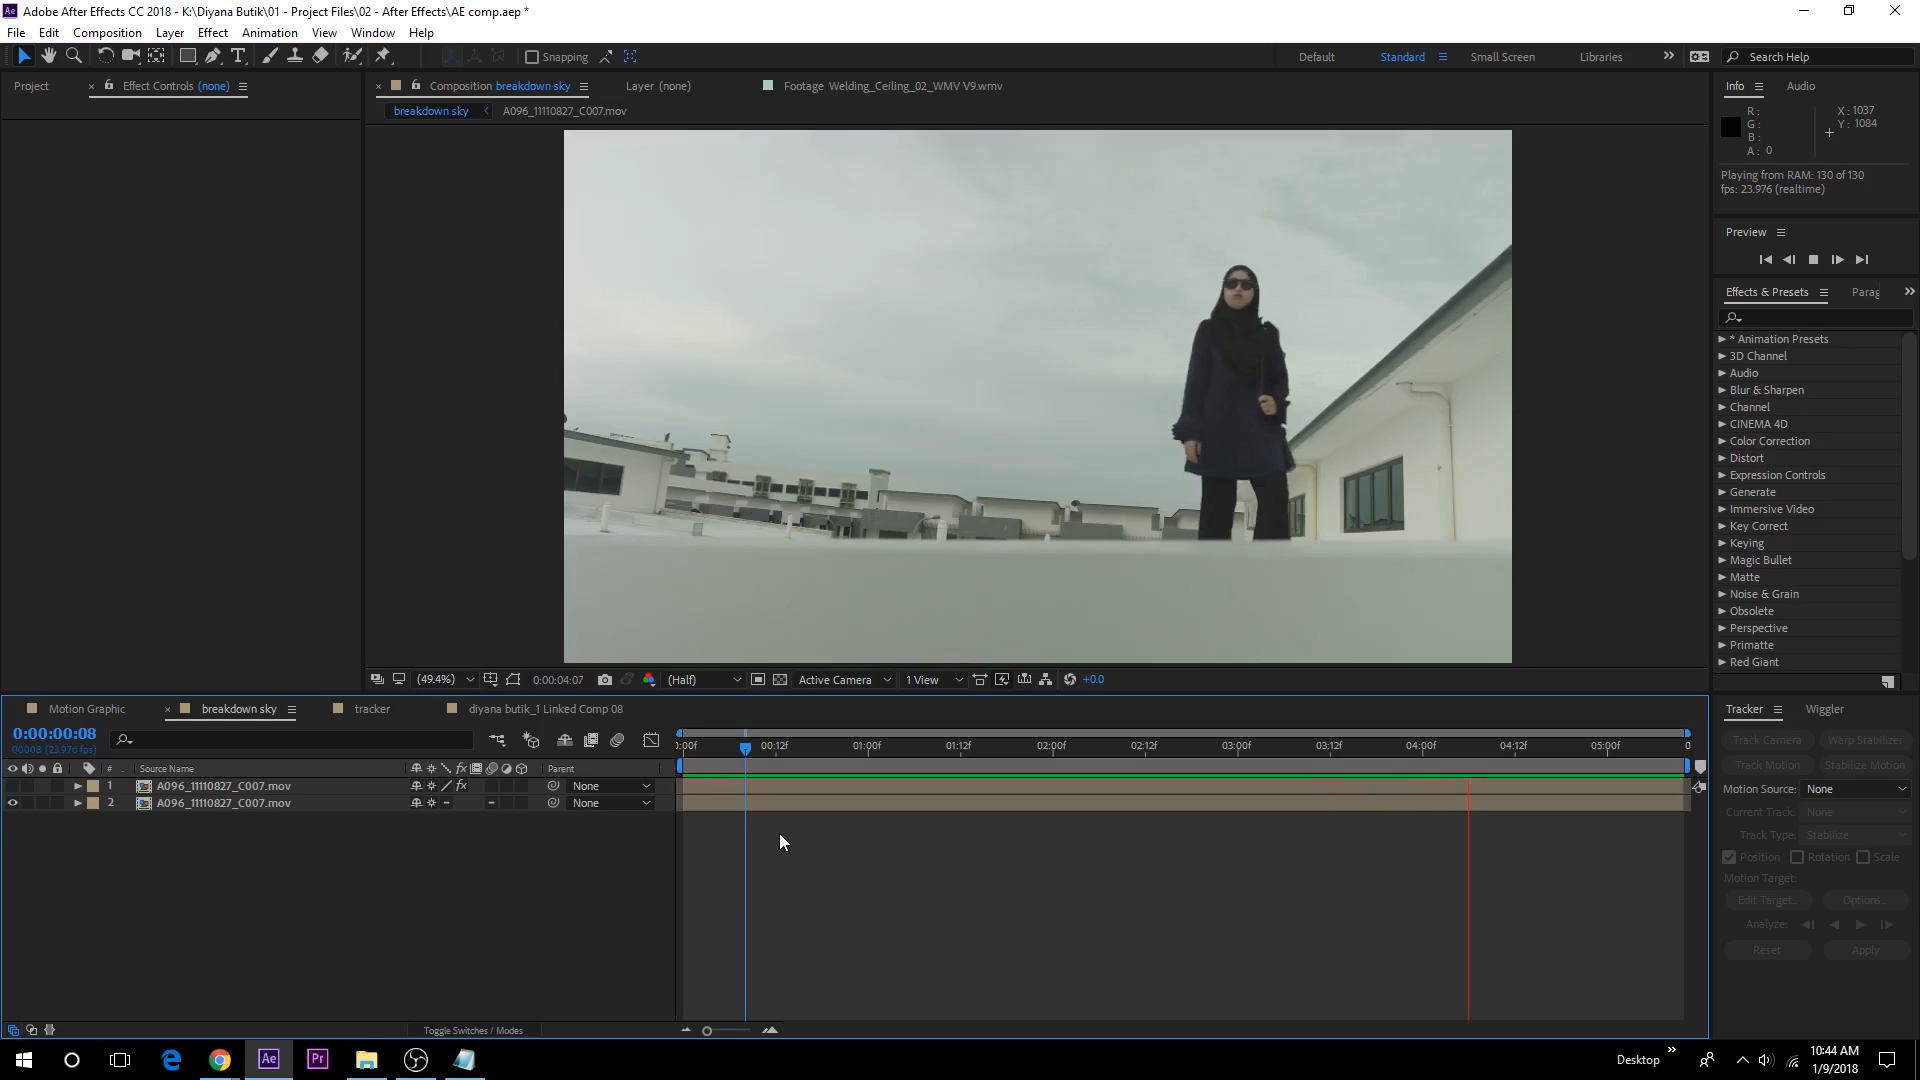 Adobe After Effects CC 2018 - K:\Diyana Butik\01 - Project Files\02 - After Effects\AE comp.aep *
File Edit Composition Layer Effect Animation View Window Help
Snapping Default Standard Small Screen Libraries Search Help
Project Effect Controls (none) Composition breakdown sky Layer (none) Footage Welding_Ceiling_02_WMV V9.wmv
breakdown sky A096_11110827_C007.mov
Info Audio
R :
G :
B :
A : 0
X : 1037
Y : 1084
Playing from RAM: 130 of 130
fps: 23.976 (realtime)
Preview
Effects & Presets Parag
* Animation Presets
3D Channel
Audio
Blur & Sharpen
Channel
CINEMA 4D
Color Correction
Distort
Expression Controls
Generate
Immersive Video
Key Correct
Keying
Magic Bullet
Matte
Noise & Grain
Obsolete
Perspective
Primatte
Red Giant
(49.4%) 0:00:04:07 (Half) Active Camera 1 View +0.0
Motion Graphic breakdown sky tracker diyana butik_1 Linked Comp 08
0:00:00:08
00008 (23.976 fps)
:00f 00:12f 01:00f 01:12f 02:00f 02:12f 03:00f 03:12f 04:00f 04:12f 05:00f 0
# Source Name fx Parent
1 A096_11110827_C007.mov fx None
2 A096_11110827_C007.mov None
Toggle Switches / Modes
Tracker Wiggler
Track Camera Warp Stabilizer
Track Motion Stabilize Motion
Motion Source: None
Current Track: None
Track Type: Stabilize
Position Rotation Scale
Motion Target:
Edit Target... Options...
Analyze:
Reset Apply
Ae Pr Desktop 10:44 AM
1/9/2018